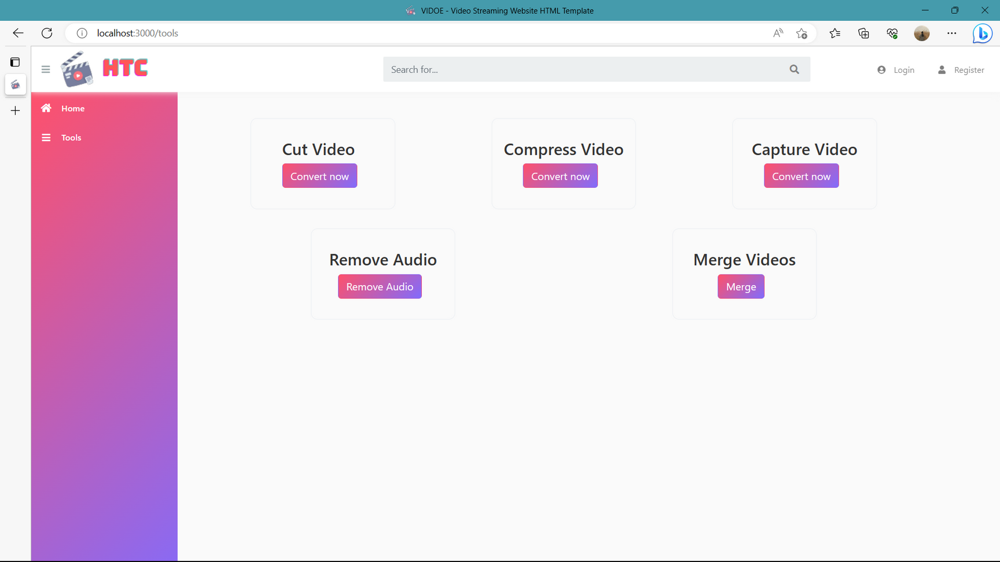 VIDOE - Video Streaming Website HTML Template
localhost:3000/tools
HTC
Search for...
Login
Register
Home
Tools
Cut Video
Convert now
Compress Video
Convert now
Capture Video
Convert now
Remove Audio
Remove Audio
Merge Videos
Merge